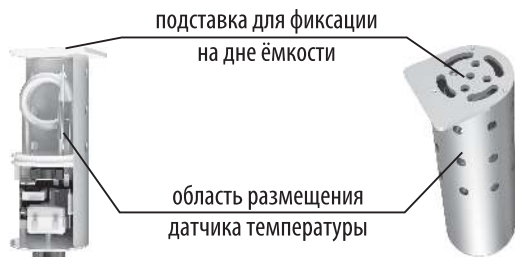 подставка для фиксации
на дне ёмкости
область размещения
датчика температуры